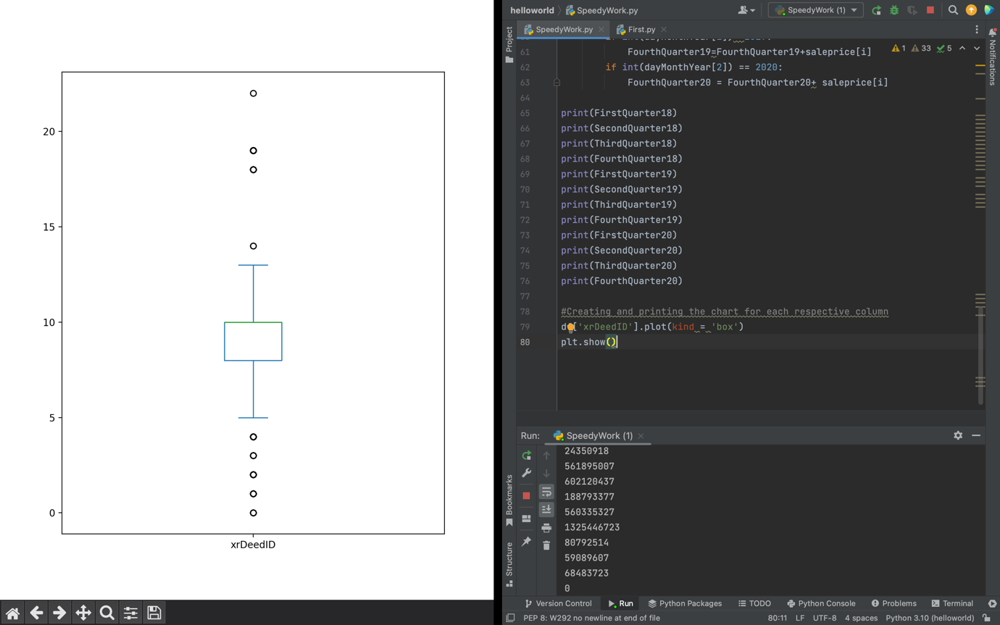 20
15
10
5
0
xrDeedID
helloworld
SpeedyWork.py
SpeedyWork (1)
Project
SpeedyWork.py
First.py
1
33
5
Notifications
61 FourthQuarter19=FourthQuarter19+saleprice[i]
62 if int(dayMonthYear[2]) == 2020:
63 FourthQuarter20 = FourthQuarter20+ saleprice[i]
64
65 print(FirstQuarter18)
66 print(SecondQuarter18)
67 print(ThirdQuarter18)
68 print(FourthQuarter18)
69 print(FirstQuarter19)
70 print(SecondQuarter19)
71 print(ThirdQuarter19)
72 print(FourthQuarter19)
73 print(FirstQuarter20)
74 print(SecondQuarter20)
75 print(ThirdQuarter20)
76 print(FourthQuarter20)
77
78 #Creating and printing the chart for each respective column
79 d['xrDeedID'].plot(kind = 'box')
80 plt.show()
Run:
SpeedyWork (1)
24350918
561895007
602120437
188793377
560335327
1325446723
80792514
59089607
68483723
0
Bookmarks
Structure
Version Control
Run
Python Packages
TODO
Python Console
Problems
Terminal
PEP 8: W292 no newline at end of file
80:11
LF
UTF-8
4 spaces
Python 3.10 (helloworld)